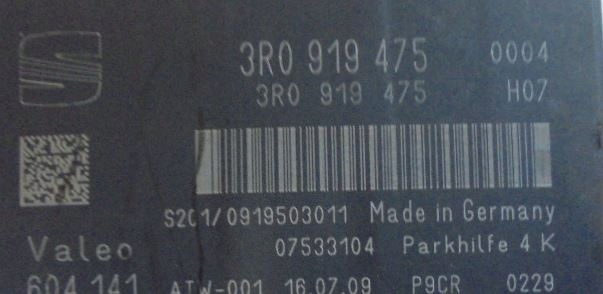 3R0 919 475 0004
3R0 919 475 H07
S201/0919503011 Made in Germany
Valeo 07533104 Parkhilfe 4 K
604.141 ATW-001 16.07.09 P9CR 0229